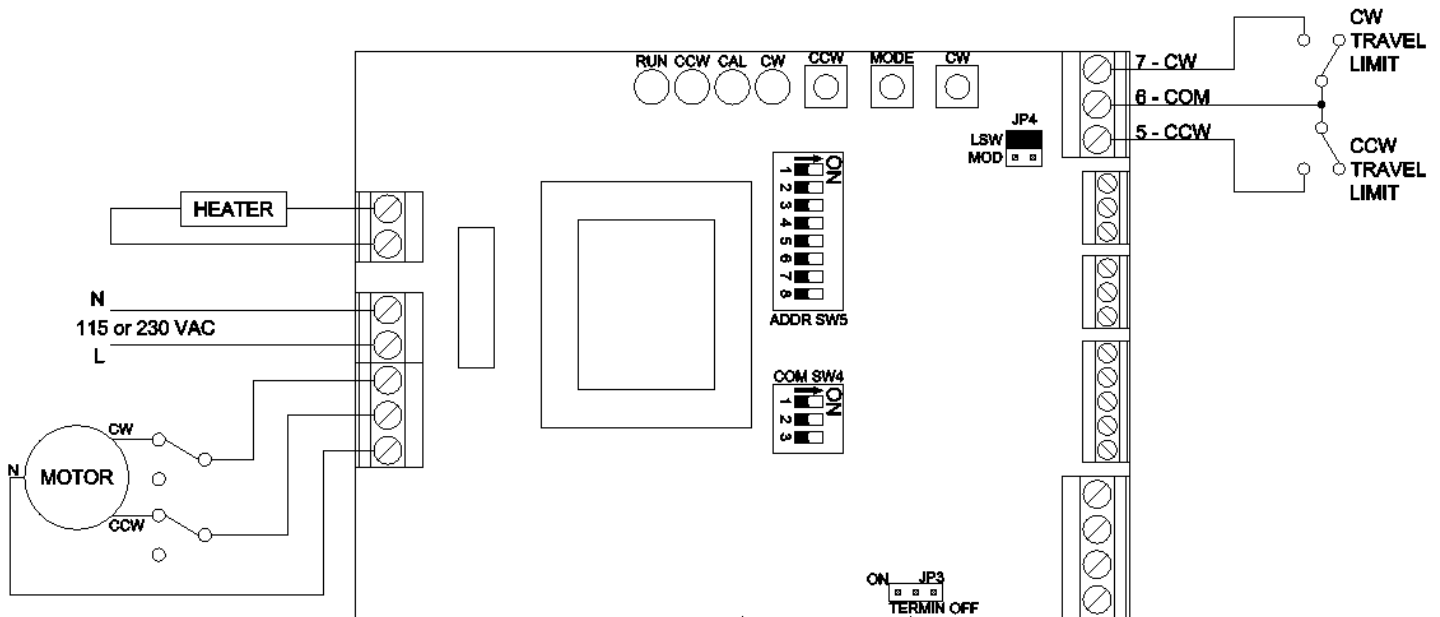 RUN CCW CAL CW CCW MODE CW
7 - CW
6 - COM
5 - CCW
CW
TRAVEL
LIMIT
CCW
TRAVEL
LIMIT
JP4
LSW
MOD
HEATER
N
115 or 230 VAC
L
ON
1
2
3
4
5
6
7
8
ADDR SW5
COM SW4
ON
1
2
3
CW
N
MOTOR
CCW
ON JP3
TERMIN OFF